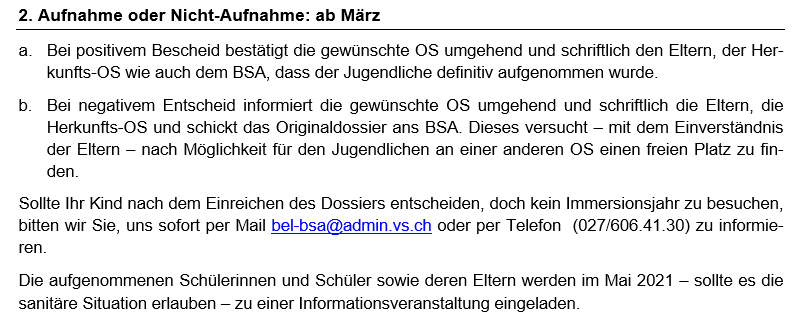 2. Aufnahme oder Nicht-Aufnahme: ab März
a. Bei positivem Bescheid bestätigt die gewünschte OS umgehend und schriftlich den Eltern, der Her-
kunfts-OS wie auch dem BSA, dass der Jugendliche definitiv aufgenommen wurde.
b. Bei negativem Entscheid informiert die gewünschte OS umgehend und schriftlich die Eltern, die
Herkunfts-OS und schickt das Originaldossier ans BSA. Dieses versucht – mit dem Einverständnis
der Eltern – nach Möglichkeit für den Jugendlichen an einer anderen OS einen freien Platz zu fin-
den.
Sollte Ihr Kind nach dem Einreichen des Dossiers entscheiden, doch kein Immersionsjahr zu besuchen,
bitten wir Sie, uns sofort per Mail bel-bsa@admin.vs.ch oder per Telefon (027/606.41.30) zu informie-
ren.
Die aufgenommenen Schülerinnen und Schüler sowie deren Eltern werden im Mai 2021 – sollte es die
sanitäre Situation erlauben – zu einer Informationsveranstaltung eingeladen.